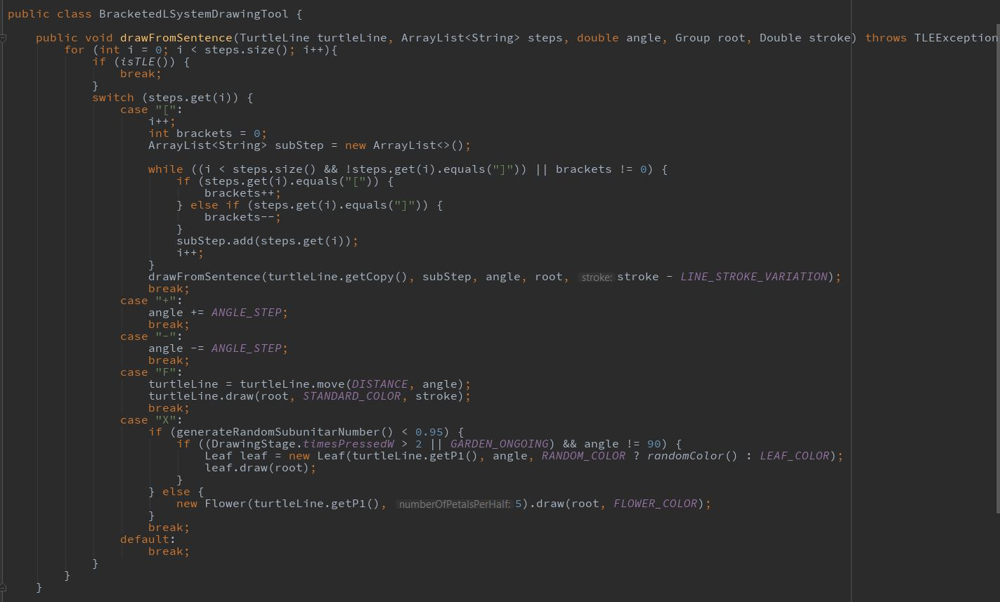 public class BracketedLSystemDrawingTool {
public void drawFromSentence(TurtleLine turtleLine, ArrayList<String> steps, double angle, Group root, Double stroke) throws TLEException
for (int i = 0; i < steps.size(); i++){
if (isTLE()) {
break;
}
switch (steps.get(i)) {
case "[":
i++;
int brackets = 0;
ArrayList<String> subStep = new ArrayList<>();
while ((i < steps.size() && !steps.get(i).equals("]")) || brackets != 0) {
if (steps.get(i).equals("[")) {
brackets++;
} else if (steps.get(i).equals("]")) {
brackets--;
}
subStep.add(steps.get(i));
i++;
}
drawFromSentence(turtleLine.getCopy(), subStep, angle, root, stroke: stroke - LINE_STROKE_VARIATION);
break;
case "+":
angle += ANGLE_STEP;
break;
case "-":
angle -= ANGLE_STEP;
break;
case "F":
turtleLine = turtleLine.move(DISTANCE, angle);
turtleLine.draw(root, STANDARD_COLOR, stroke);
break;
case "X":
if (generateRandomSubunitarNumber() < 0.95) {
if ((DrawingStage.timesPressedW > 2 || GARDEN_ONGOING) && angle != 90) {
Leaf leaf = new Leaf(turtleLine.getP1(), angle, RANDOM_COLOR ? randomColor() : LEAF_COLOR);
leaf.draw(root);
}
} else {
new Flower(turtleLine.getP1(), numberOfPetalsPerHalf: 5).draw(root, FLOWER_COLOR);
}
break;
default:
break;
}
}
}